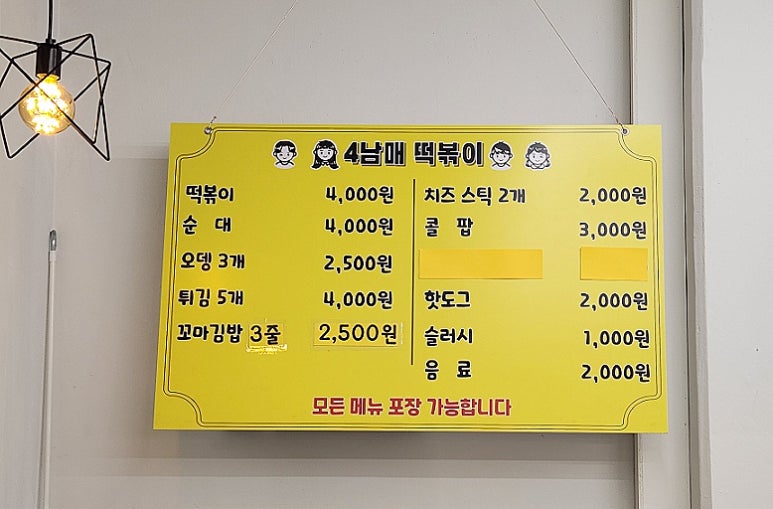 4남매 떡볶이
떡볶이 4,000원
순 대 4,000원
오뎅 3개 2,500원
튀김 5개 4,000원
꼬마김밥 3줄 2,500원
치즈 스틱 2개 2,000원
콜 팝 3,000원
핫도그 2,000원
슬러시 1,000원
음 료 2,000원
모든 메뉴 포장 가능합니다